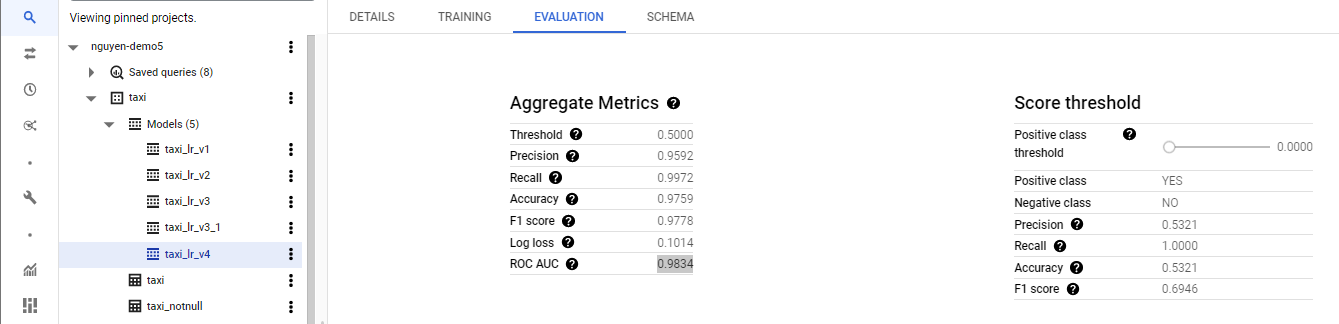 Viewing pinned projects.
nguyen-demo5
Saved queries (8)
taxi
Models (5)
taxi_lr_v1
taxi_lr_v2
taxi_lr_v3
taxi_lr_v3_1
taxi_lr_v4
taxi
taxi_notnull
DETAILS TRAINING EVALUATION SCHEMA
Aggregate Metrics
Threshold 0.5000
Precision 0.9592
Recall 0.9972
Accuracy 0.9759
F1 score 0.9778
Log loss 0.1014
ROC AUC 0.9834
Score threshold
Positive class
threshold 0.0000
Positive class YES
Negative class NO
Precision 0.5321
Recall 1.0000
Accuracy 0.5321
F1 score 0.6946